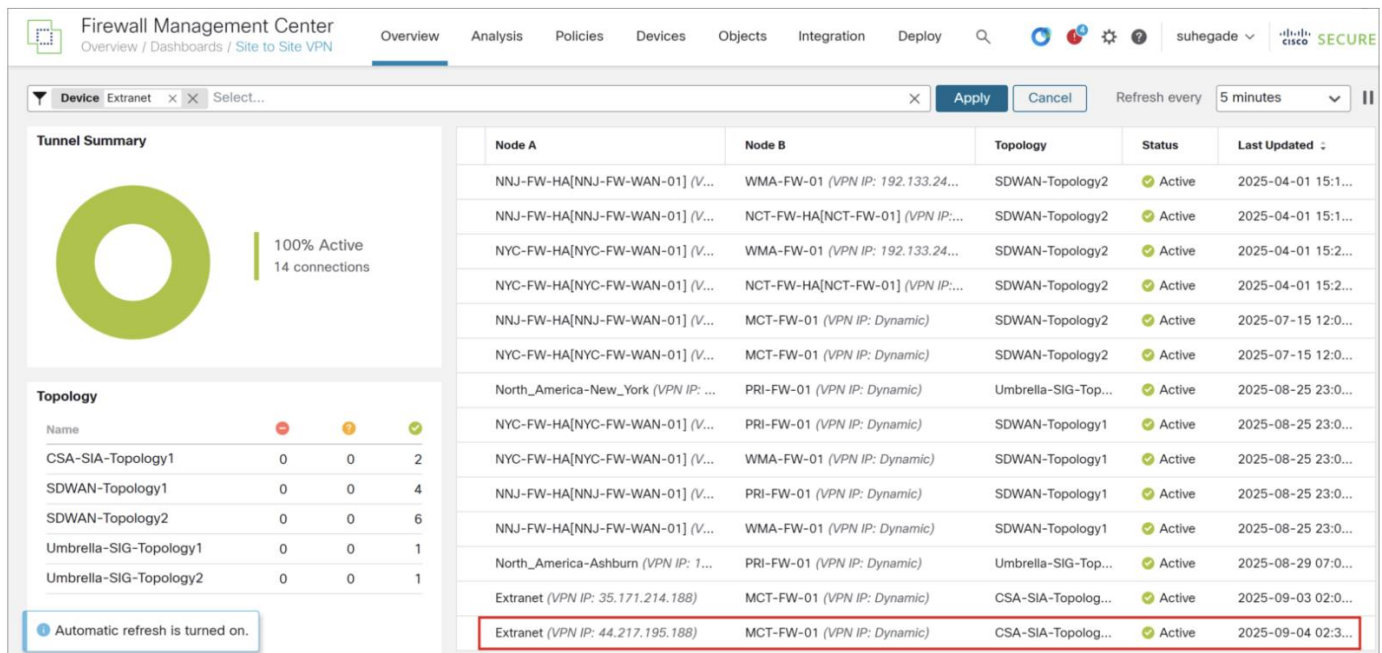 Firewall Management Center
Overview / Dashboards / Site to Site VPN
Overview Analysis Policies Devices Objects Integration Deploy 4 suhegade cisco SECURE
Device Extranet Select... Apply Cancel Refresh every 5 minutes
Tunnel Summary
100% Active
14 connections
Topology
Name
CSA-SIA-Topology1 0 0 2
SDWAN-Topology1 0 0 4
SDWAN-Topology2 0 0 6
Umbrella-SIG-Topology1 0 0 1
Umbrella-SIG-Topology2 0 0 1
Automatic refresh is turned on.
Node A Node B Topology Status Last Updated
NNJ-FW-HA[NNJ-FW-WAN-01] (V... WMA-FW-01 (VPN IP: 192.133.24... SDWAN-Topology2 Active 2025-04-01 15:1...
NNJ-FW-HA[NNJ-FW-WAN-01] (V... NCT-FW-HA[NCT-FW-01] (VPN IP:... SDWAN-Topology2 Active 2025-04-01 15:1...
NYC-FW-HA[NYC-FW-WAN-01] (V... WMA-FW-01 (VPN IP: 192.133.24... SDWAN-Topology2 Active 2025-04-01 15:2...
NYC-FW-HA[NYC-FW-WAN-01] (V... NCT-FW-HA[NCT-FW-01] (VPN IP:... SDWAN-Topology2 Active 2025-04-01 15:2...
NNJ-FW-HA[NNJ-FW-WAN-01] (V... MCT-FW-01 (VPN IP: Dynamic) SDWAN-Topology2 Active 2025-07-15 12:0...
NYC-FW-HA[NYC-FW-WAN-01] (V... MCT-FW-01 (VPN IP: Dynamic) SDWAN-Topology2 Active 2025-07-15 12:0...
North_America-New_York (VPN IP: ... PRI-FW-01 (VPN IP: Dynamic) Umbrella-SIG-Top... Active 2025-08-25 23:0...
NYC-FW-HA[NYC-FW-WAN-01] (V... PRI-FW-01 (VPN IP: Dynamic) SDWAN-Topology1 Active 2025-08-25 23:0...
NYC-FW-HA[NYC-FW-WAN-01] (V... WMA-FW-01 (VPN IP: Dynamic) SDWAN-Topology1 Active 2025-08-25 23:0...
NNJ-FW-HA[NNJ-FW-WAN-01] (V... PRI-FW-01 (VPN IP: Dynamic) SDWAN-Topology1 Active 2025-08-25 23:0...
NNJ-FW-HA[NNJ-FW-WAN-01] (V... WMA-FW-01 (VPN IP: Dynamic) SDWAN-Topology1 Active 2025-08-25 23:0...
North_America-Ashburn (VPN IP: 1... PRI-FW-01 (VPN IP: Dynamic) Umbrella-SIG-Top... Active 2025-08-29 07:0...
Extranet (VPN IP: 35.171.214.188) MCT-FW-01 (VPN IP: Dynamic) CSA-SIA-Topolog... Active 2025-09-03 02:0...
Extranet (VPN IP: 44.217.195.188) MCT-FW-01 (VPN IP: Dynamic) CSA-SIA-Topolog... Active 2025-09-04 02:3...